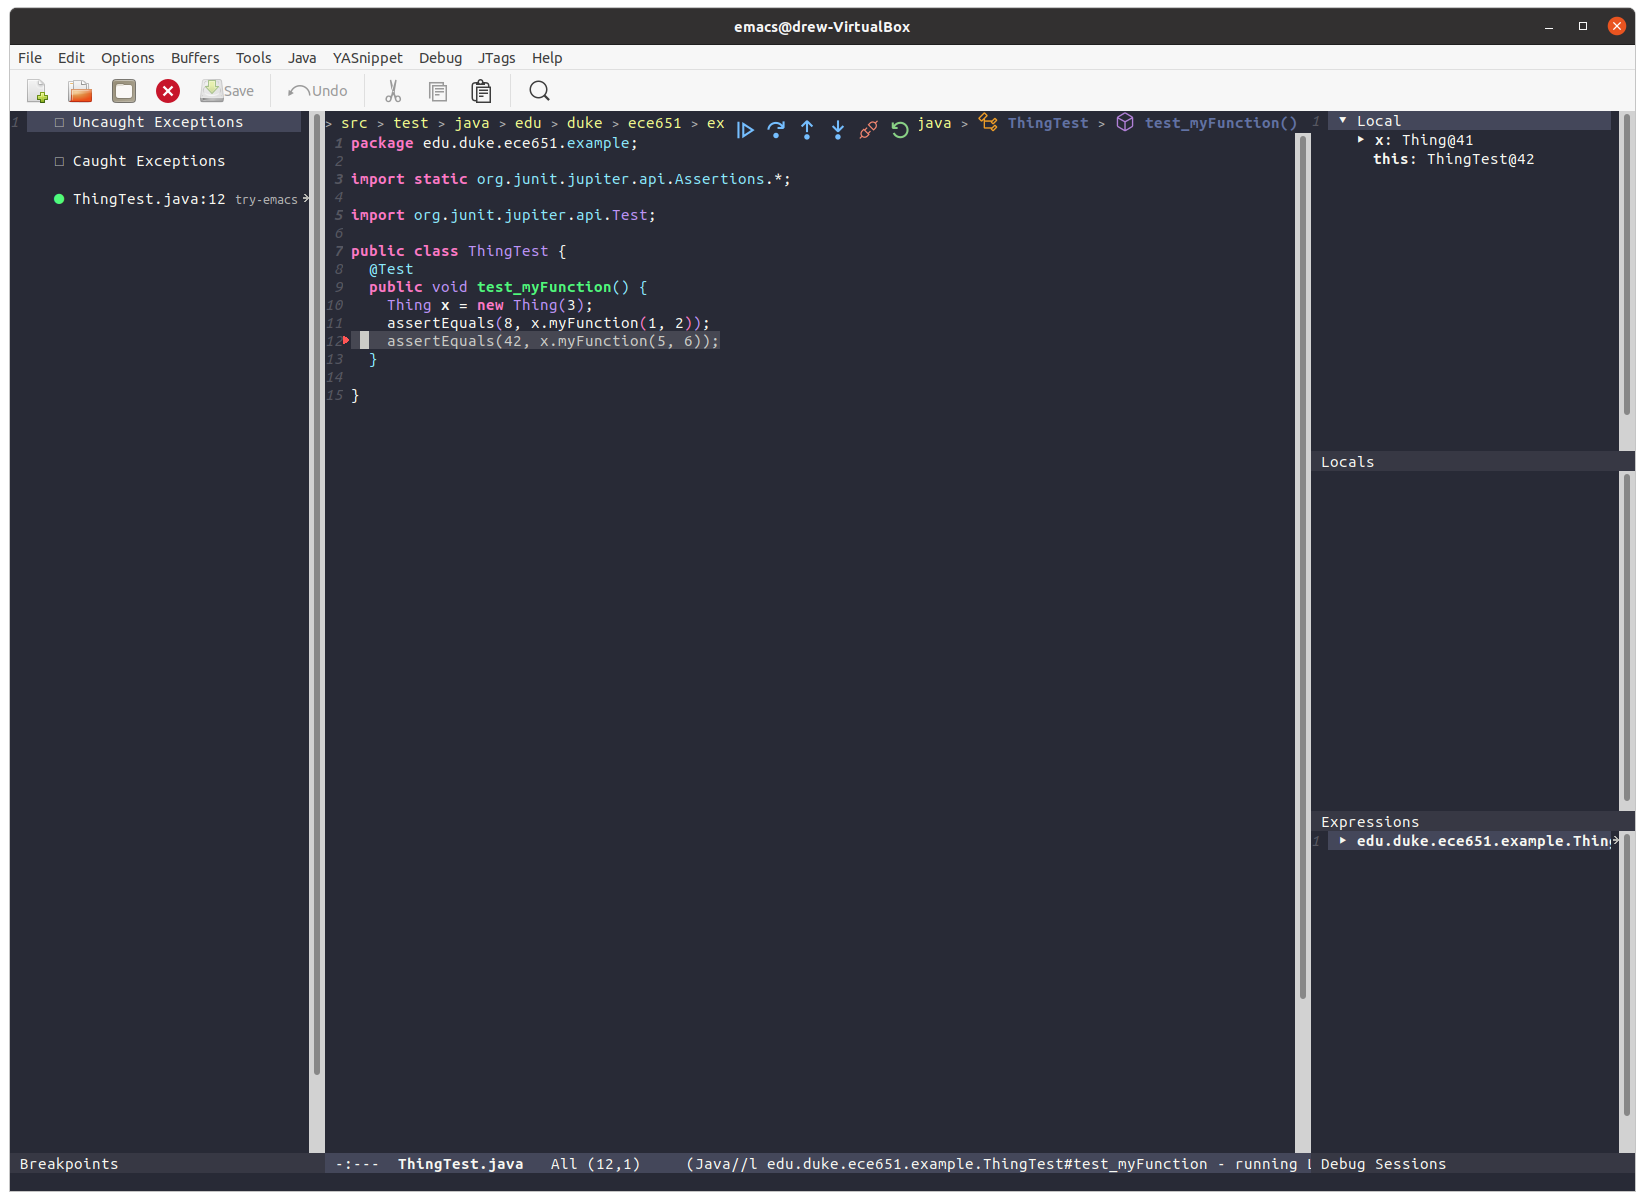 emacs@drew-VirtualBox
File Edit Options Buffers Tools Java YASnippet Debug JTags Help
Save Undo
1 Uncaught Exceptions
Caught Exceptions
ThingTest.java:12 try-emacs
> src > test > java > edu > duke > ece651 > ex java > ThingTest > test_myFunction()
1 package edu.duke.ece651.example;
2
3 import static org.junit.jupiter.api.Assertions.*;
4
5 import org.junit.jupiter.api.Test;
6
7 public class ThingTest {
8 @Test
9 public void test_myFunction() {
10 Thing x = new Thing(3);
11 assertEquals(8, x.myFunction(1, 2));
12 assertEquals(42, x.myFunction(5, 6));
13 }
14
15 }
1 Local
x: Thing@41
this: ThingTest@42
Locals
Expressions
1 edu.duke.ece651.example.Thin
Breakpoints
-:--- ThingTest.java All (12,1) (Java//l edu.duke.ece651.example.ThingTest#test_myFunction - running L
Debug Sessions